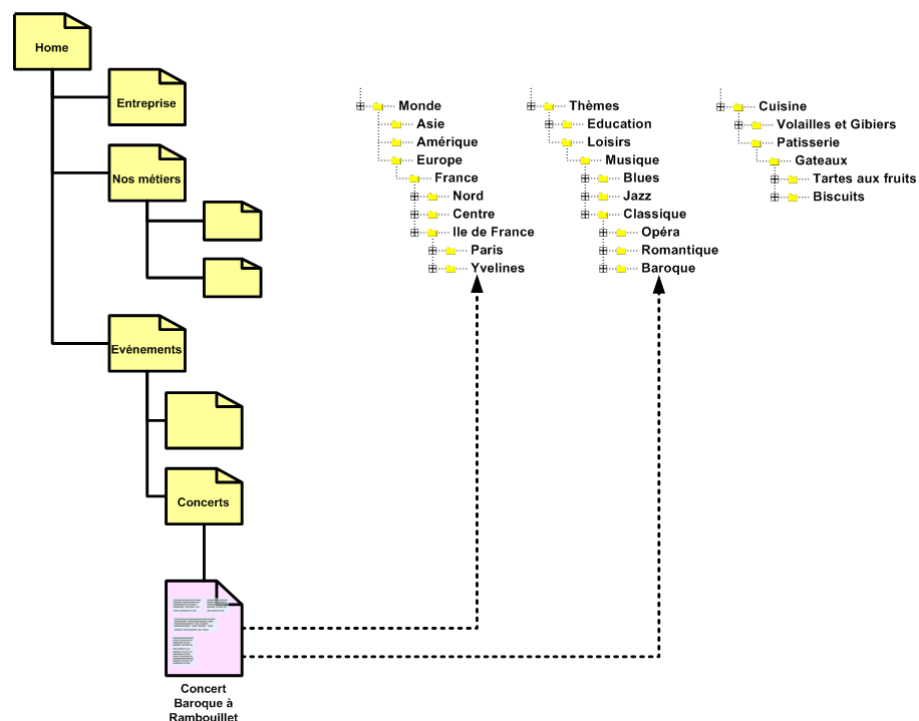 Home
Entreprise
Nos métiers
Evénements
Concerts
Concert
Baroque à
Rambouillet
Monde
Asie
Amérique
Europe
France
Nord
Centre
Ile de France
Paris
Yvelines
Thèmes
Education
Loisirs
Musique
Blues
Jazz
Classique
Opéra
Romantique
Baroque
Cuisine
Volailles et Gibiers
Patisserie
Gateaux
Tartes aux fruits
Biscuits